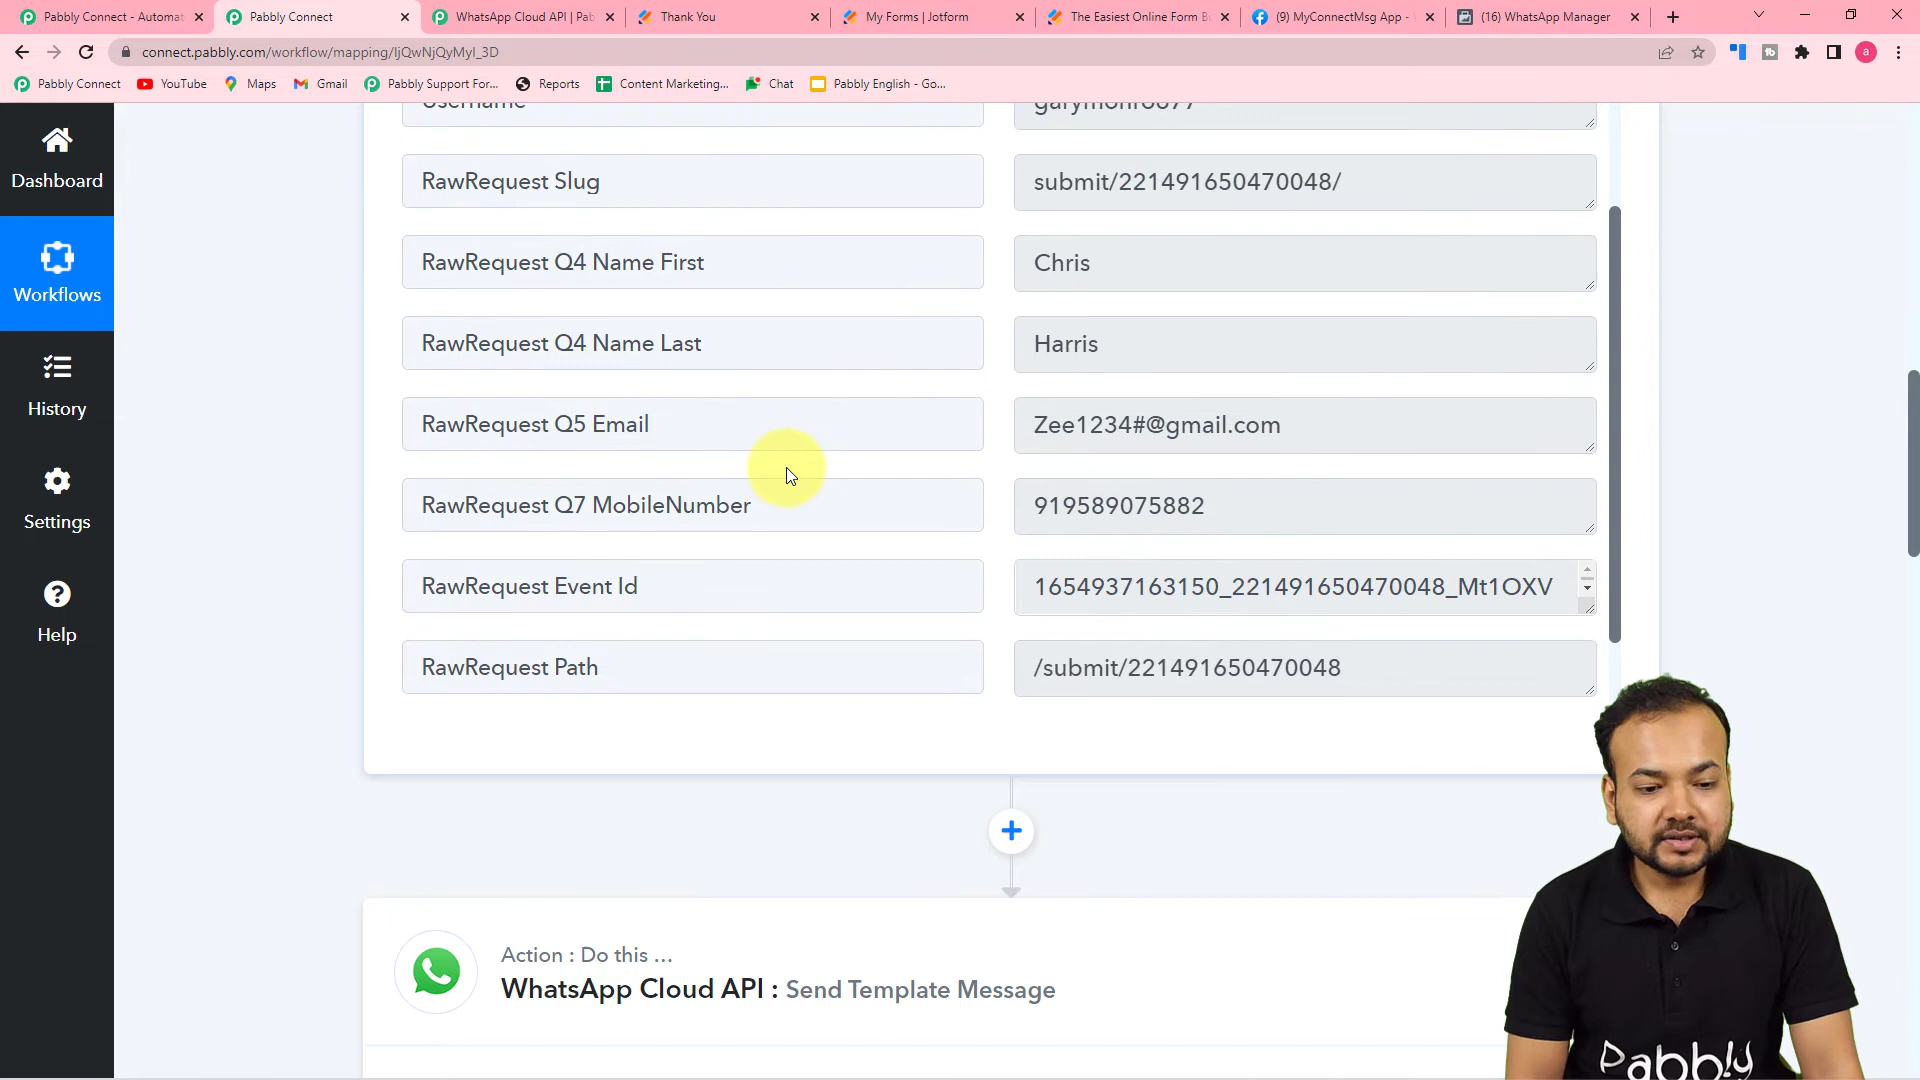 Pabbly Connect - Automat
Pabbly Connect
WhatsApp Cloud API | Pab
Thank You
My Forms | Jotform
The Easiest Online Form B
(9) MyConnectMsg App -
(16) WhatsApp Manager
connect.pabbly.com/workflow/mapping/IjQwNjQyMyI_3D
Pabbly Connect
YouTube
Maps
Gmail
Pabbly Support For...
Reports
Content Marketing...
Chat
Pabbly English - Go...
a
Dashboard
Workflows
History
Settings
Help
Username
RawRequest Slug
submit/221491650470048/
RawRequest Q4 Name First
Chris
RawRequest Q4 Name Last
Harris
RawRequest Q5 Email
Zee1234#@gmail.com
RawRequest Q7 MobileNumber
919589075882
RawRequest Event Id
1654937163150_221491650470048_Mt1OXV
RawRequest Path
/submit/221491650470048
Action : Do this ...
WhatsApp Cloud API : Send Template Message
Pabbly